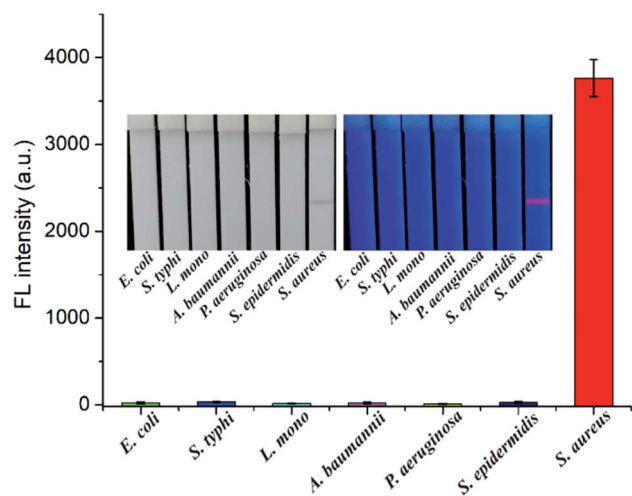 FL intensity (a.u.)
4000
3000
2000
1000
0
E. coli
S. typhi
L. mono
A. baumannii
P. aeruginosa
S. epidermidis
S. aureus
E. coli
S. typhi
L. mono
A. baumannii
P. aeruginosa
S. epidermidis
S. aureus
E. coli
S. typhi
L. mono
A. baumannii
P. aeruginosa
S. epidermidis
S. aureus